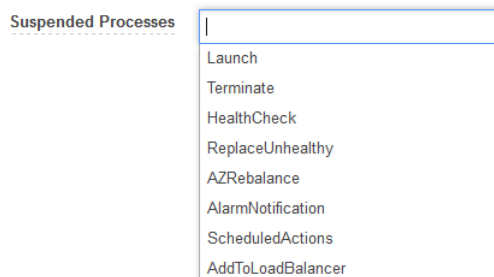 Suspended Processes
Launch
Terminate
HealthCheck
ReplaceUnhealthy
AZRebalance
AlarmNotification
ScheduledActions
AddToLoadBalancer